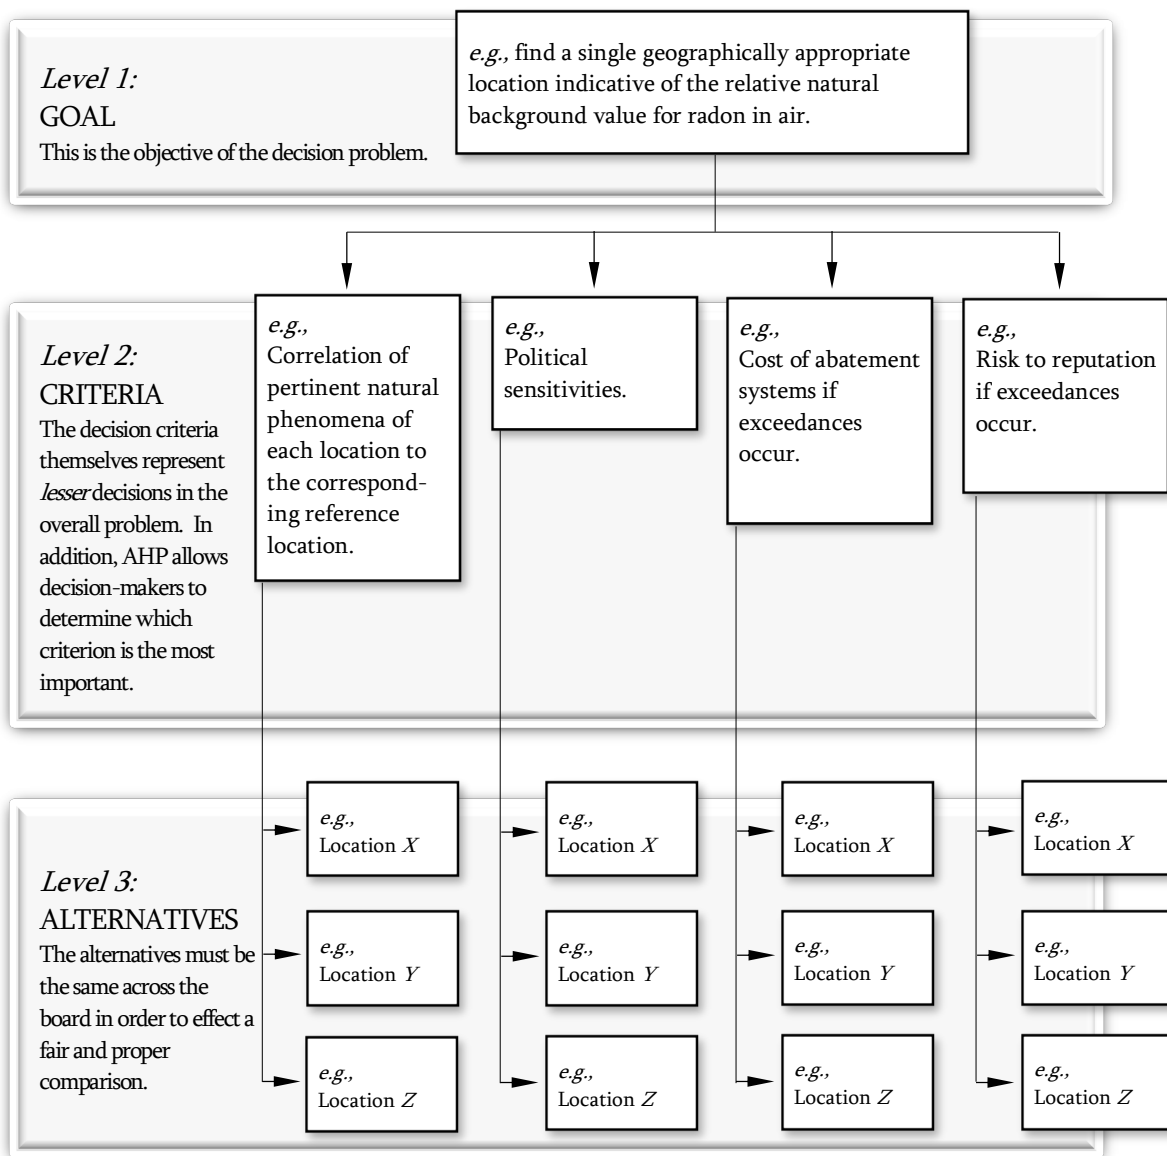 Level 1:
GOAL
This is the objective of the decision problem.
e.g., find a single geographically appropriate
location indicative of the relative natural
background value for radon in air.
Level 2:
CRITERIA
The decision criteria
themselves represent
lesser decisions in the
overall problem. In
addition, AHP allows
decision-makers to
determine which
criterion is the most
important.
e.g.,
Correlation of
pertinent natural
phenomena of
each location to
the correspond-
ing reference
location.
e.g.,
Political
sensitivities.
e.g.,
Cost of abatement
systems if
exceedances
occur.
e.g.,
Risk to reputation
if exceedances
occur.
Level 3:
ALTERNATIVES
The alternatives must be
the same across the
board in order to effect a
fair and proper
comparison.
e.g.,
Location X
e.g.,
Location X
e.g.,
Location X
e.g.,
Location X
e.g.,
Location Y
e.g.,
Location Y
e.g.,
Location Y
e.g.,
Location Y
e.g.,
Location Z
e.g.,
Location Z
e.g.,
Location Z
e.g.,
Location Z